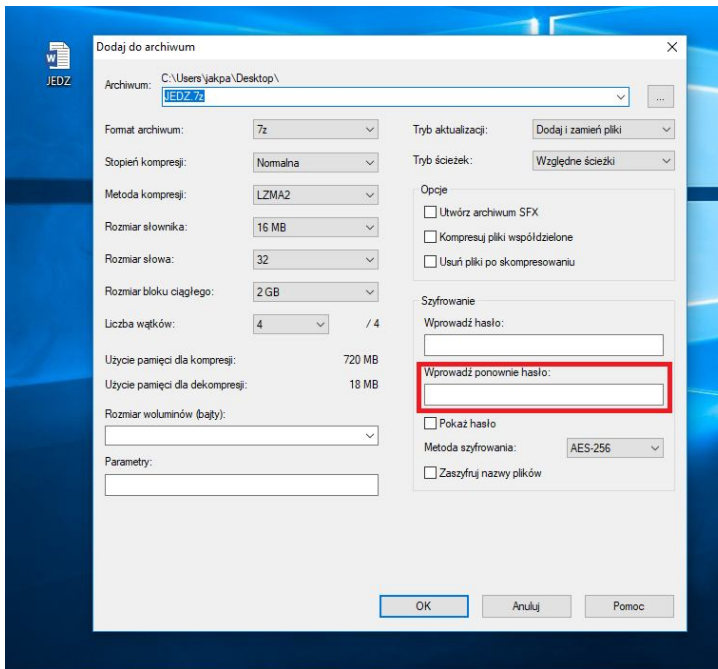 JEDZ
Dodaj do archiwum
Archiwum:
C:\Users\jakpa\Desktop\
JEDZ.7z
...
Format archiwum: 7z
Stopień kompresji: Normalna
Metoda kompresji: LZMA2
Rozmiar słownika: 16 MB
Rozmiar słowa: 32
Rozmiar bloku ciągłego: 2 GB
Liczba wątków: 4 / 4
Użycie pamięci dla kompresji: 720 MB
Użycie pamięci dla dekompresji: 18 MB
Rozmiar woluminów (bajty):
Parametry:
Tryb aktualizacji: Dodaj i zamień pliki
Tryb ścieżek: Względne ścieżki
Opcje
Utwórz archiwum SFX
Kompresuj pliki współdzielone
Usuń pliki po skompresowaniu
Szyfrowanie
Wprowadź hasło:
Wprowadź ponownie hasło:
Pokaż hasło
Metoda szyfrowania: AES-256
Zaszyfruj nazwy plików
OK Anuluj Pomoc